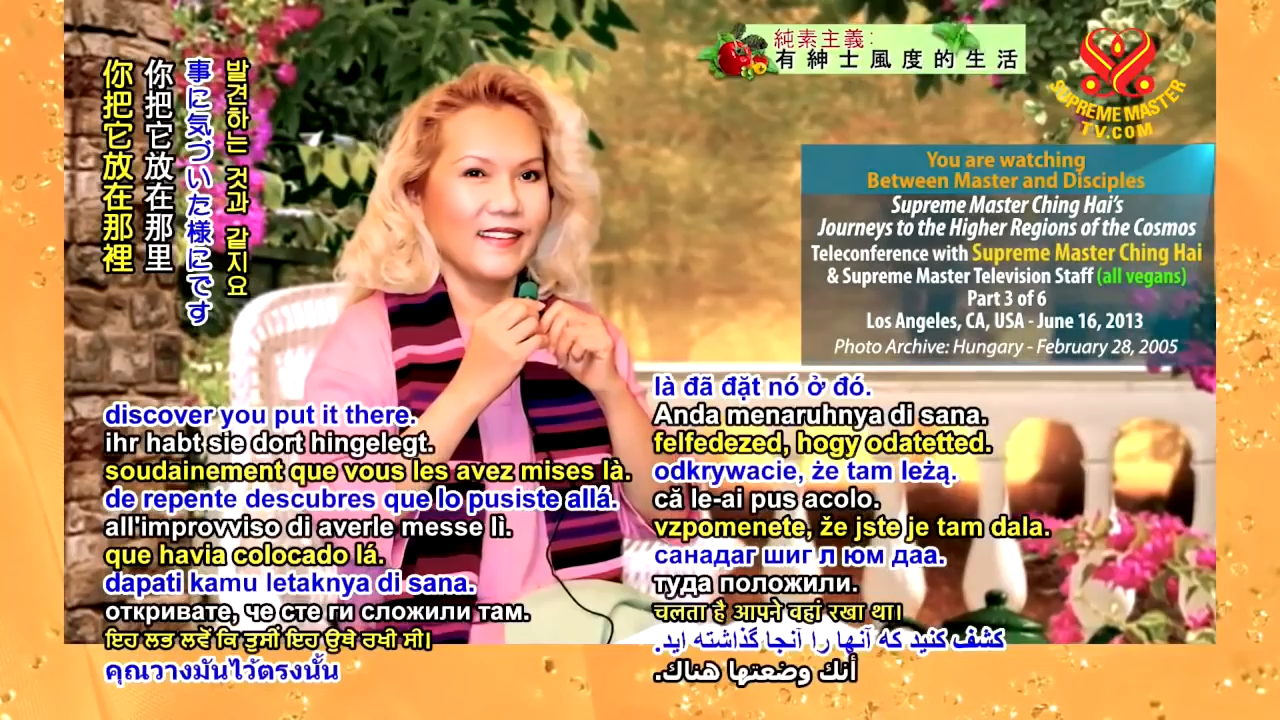 純素主義:
有紳士風度的生活
SUPREME MASTER
TV.COM
You are watching
Between Master and Disciples
Supreme Master Ching Hai's
Journeys to the Higher Regions of the Cosmos
Teleconference with Supreme Master Ching Hai
& Supreme Master Television Staff (all vegans)
Part 3 of 6
Los Angeles, CA, USA - June 16, 2013
Photo Archive: Hungary - February 28, 2005
발견하는 것과 같지요
事に気づいた様にです
你把它放在那里
你把它放在那裡
discover you put it there.
ihr habt sie dort hingelegt.
soudainement que vous les avez mises là.
de repente descubres que lo pusiste allá.
all'improvviso di averle messe lì.
que havia colocado lá.
dapati kamu letaknya di sana.
откривате, че сте ги сложили там.
ਇਹ ਲਭ ਲਵੋਂ ਕਿ ਤੁਸੀਂ ਇਹ ਉਥੇ ਰਖੀ ਸੀ।
คุณวางมันไว้ตรงนั้น
là đã đặt nó ở đó.
Anda menaruhnya di sana.
felfedezed, hogy odatetted.
odkrywacie, że tam leżą.
că le-ai pus acolo.
vzpomenete, že jste je tam dala.
санадаг шиг л юм даа.
туда положили.
चलता है आपने वहां रखा था।
کشف کنید که آنها را آنجا گذاشته اید.
أنك وضعتها هناك.